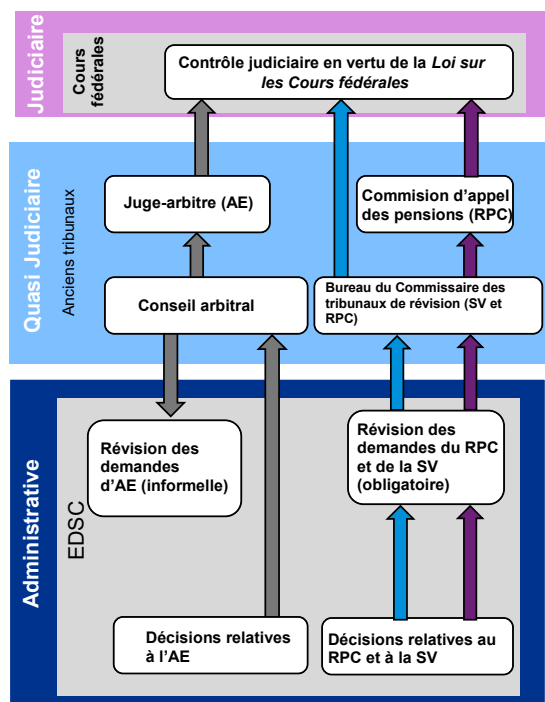 Judiciaire
Cours
fédérales
Contrôle judiciaire en vertu de la Loi sur
les Cours fédérales
Quasi Judiciaire
Anciens tribunaux
Juge-arbitre (AE)
Commision d'appel
des pensions (RPC)
Conseil arbitral
Bureau du Commissaire des
tribunaux de révision (SV et
RPC)
Administrative
EDSC
Révision des
demandes
d'AE (informelle)
Révision des
demandes du RPC
et de la SV
(obligatoire)
Décisions relatives
à l'AE
Décisions relatives au
RPC et à la SV